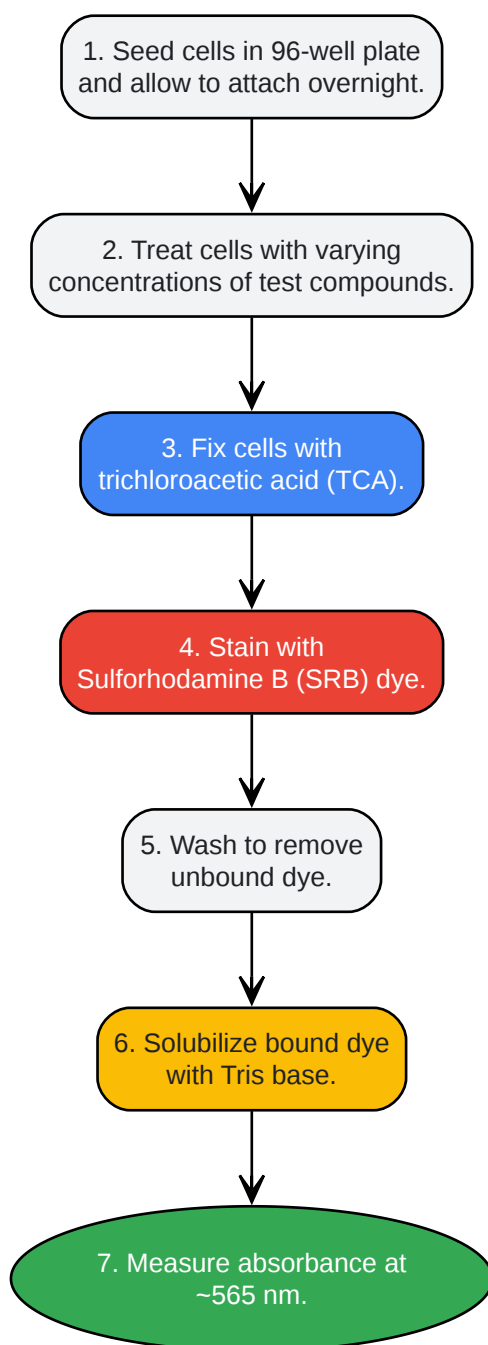 1. Seed cells in 96-well plate
and allow to attach overnight.
2. Treat cells with varying
concentrations of test compounds.
3. Fix cells with
trichloroacetic acid (TCA).
4. Stain with
Sulforhodamine B (SRB) dye.
5. Wash to remove
unbound dye.
6. Solubilize bound dye
with Tris base.
7. Measure absorbance at
~565 nm.